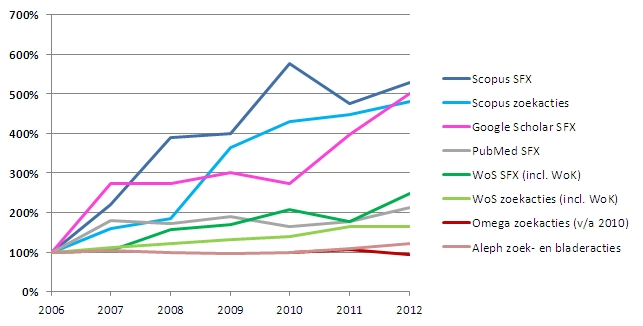 700%
600%
500%
400%
300%
200%
100%
0%
2006 2007 2008 2009 2010 2011 2012
Scopus SFX
Scopus zoekacties
Google Scholar SFX
PubMed SFX
WoS SFX (incl. WoK)
WoS zoekacties (incl. WoK)
Omega zoekacties (v/a 2010)
Aleph zoek- en bladeracties